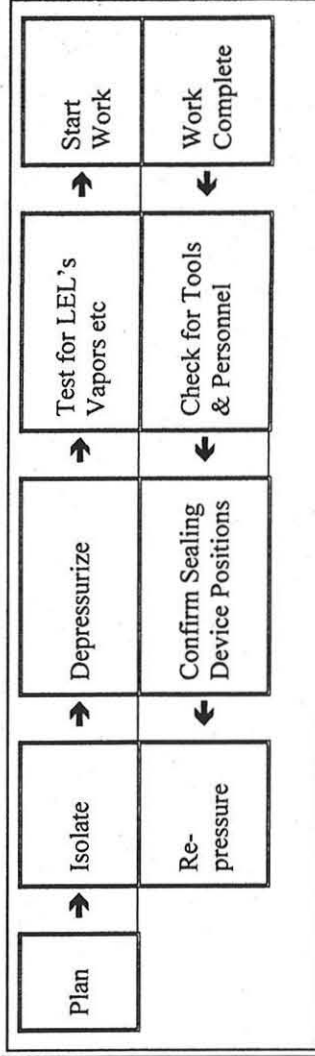 Plan
Isolate
Depressurize
Test for LEL's
Vapors etc
Start
Work
Re-
pressure
Confirm Sealing
Device Positions
Check for Tools
& Personnel
Work
Complete